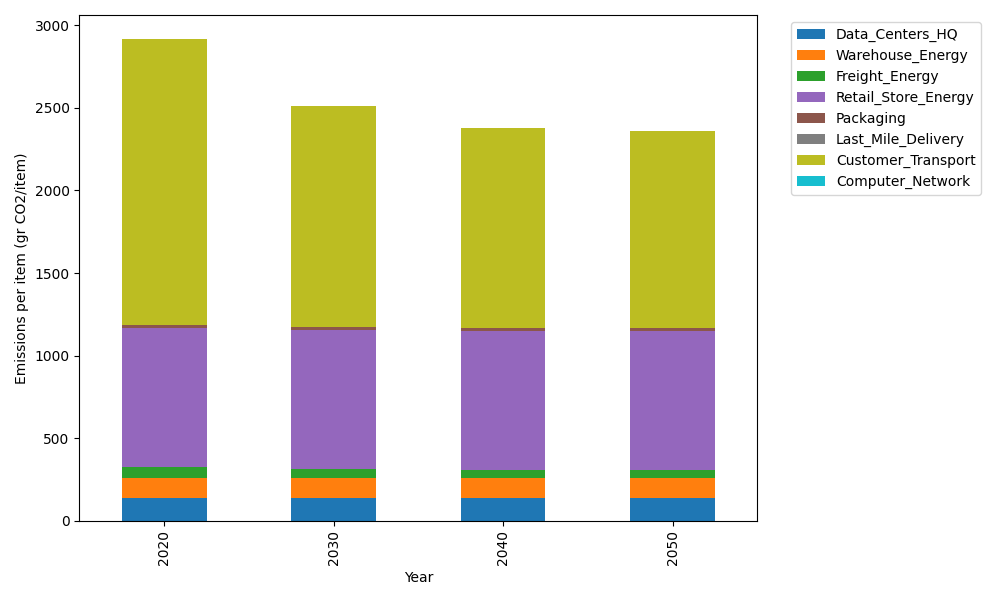 3000
2500
2000
1500
1000
500
0
Emissions per item (gr CO2/item)
2020
2030
2040
2050
Year
Data_Centers_HQ
Warehouse_Energy
Freight_Energy
Retail_Store_Energy
Packaging
Last_Mile_Delivery
Customer_Transport
Computer_Network